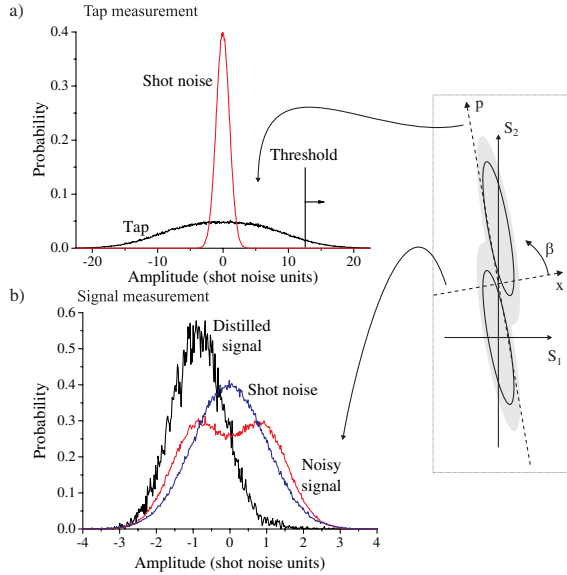 a)
Tap measurement
0.4
0.3
0.2
0.1
0.0
Probability
Shot noise
Threshold
Tap
-20
-10
0
10
20
Amplitude (shot noise units)
b)
Signal measurement
0.6
0.5
0.4
0.3
0.2
0.1
0.0
Probability
Distilled
signal
Shot noise
Noisy
signal
-4
-3
-2
-1
0
1
2
3
4
Amplitude (shot noise units)
p
S2
β
x
S1